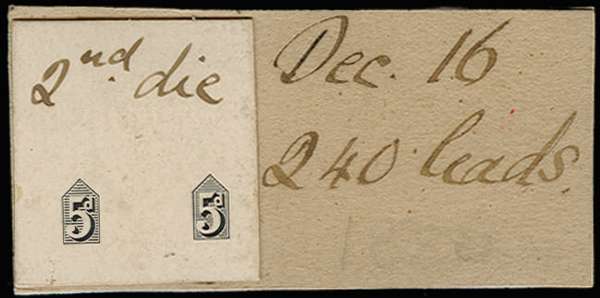 2nd die
5d
5d
Dec. 16
240 leads.